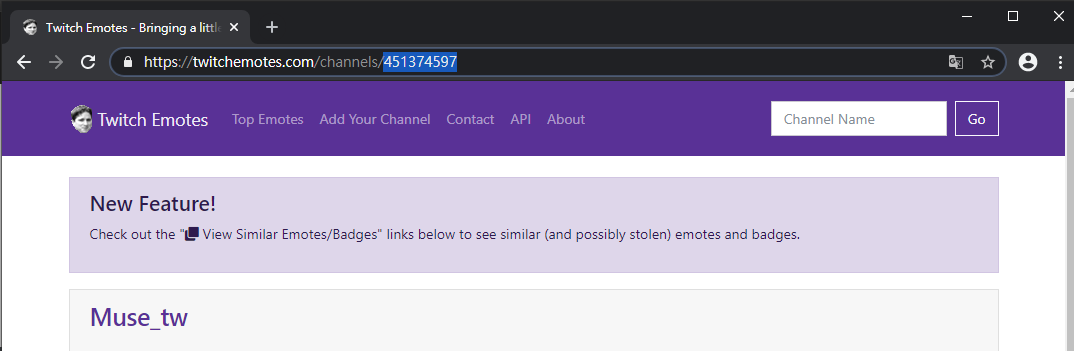 Twitch Emotes - Bringing a little
https://twitchemotes.com/channels/451374597
Twitch Emotes Top Emotes Add Your Channel Contact API About Channel Name Go
New Feature!
Check out the " View Similar Emotes/Badges" links below to see similar (and possibly stolen) emotes and badges.
Muse_tw